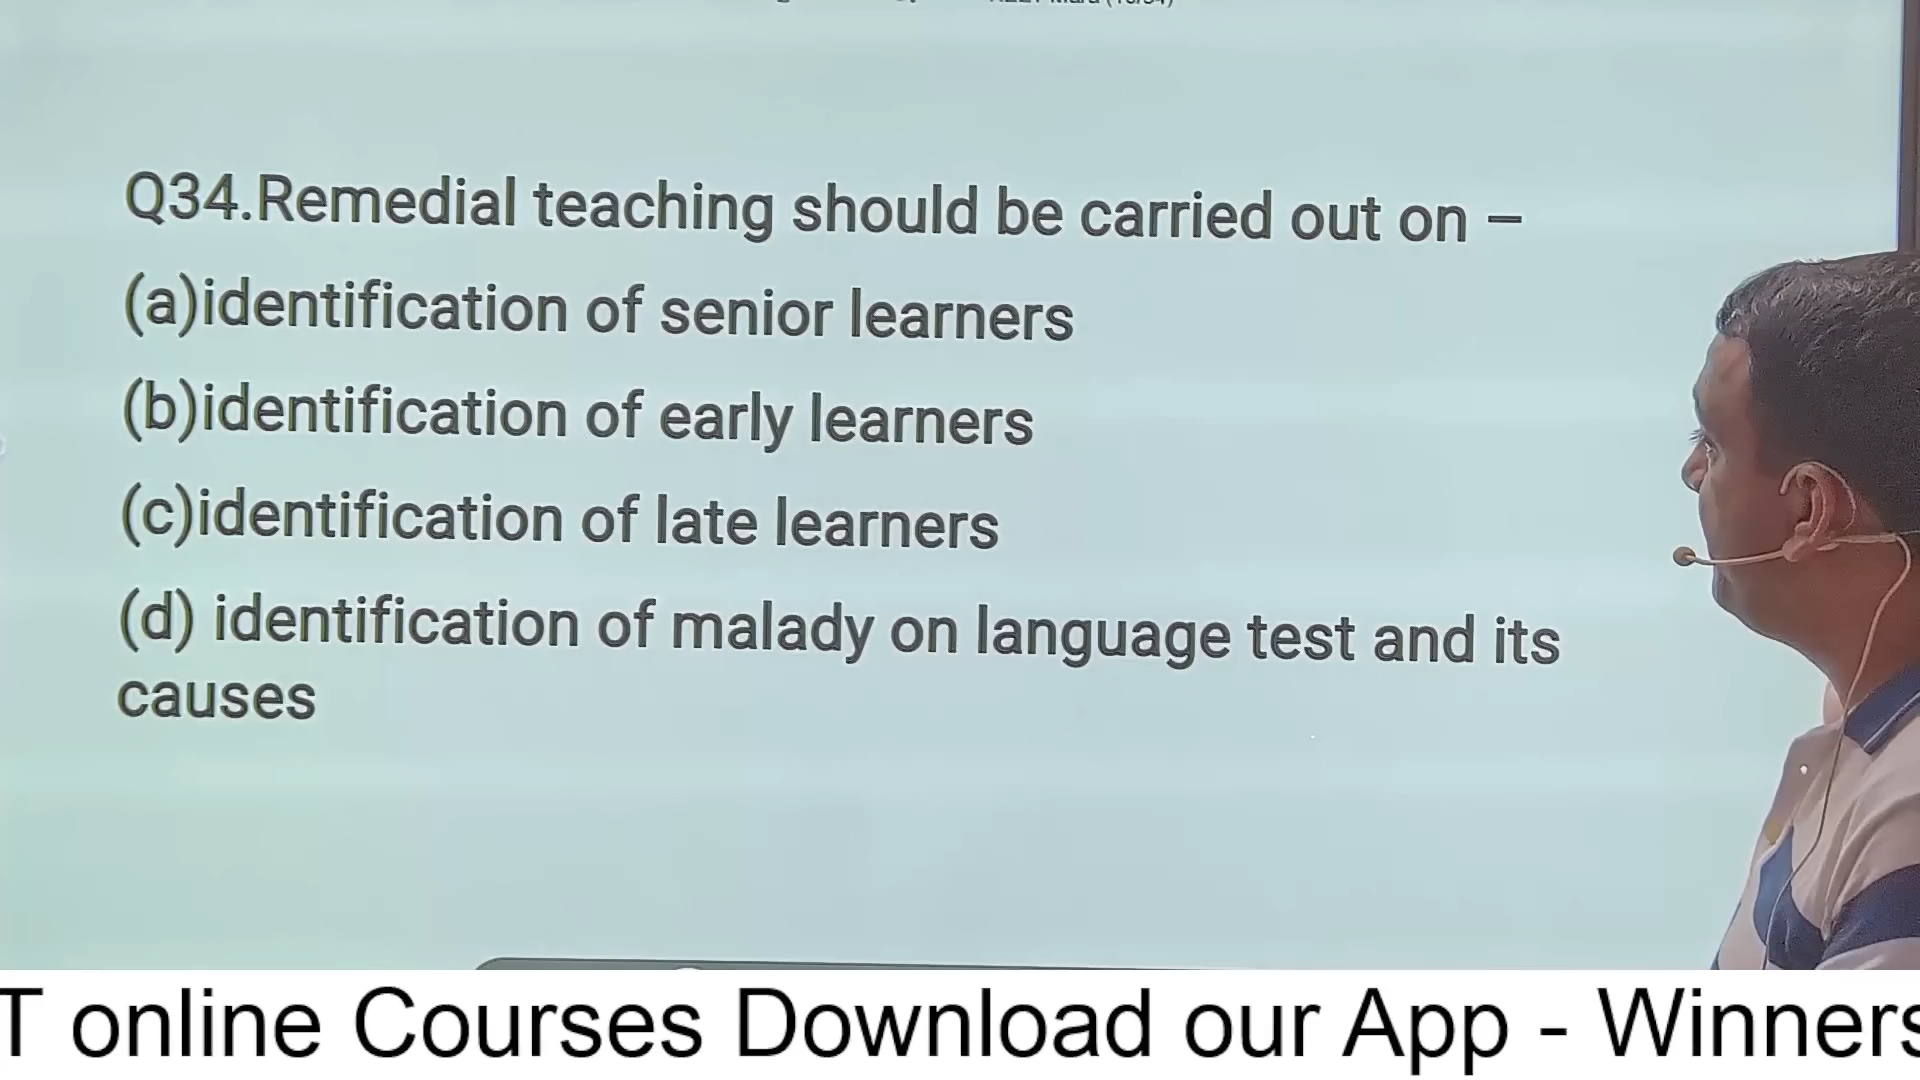 Q34.Remedial teaching should be carried out on –
(a)identification of senior learners
(b)identification of early learners
(c)identification of late learners
(d) identification of malady on language test and its
causes
T online Courses Download our App - Winners